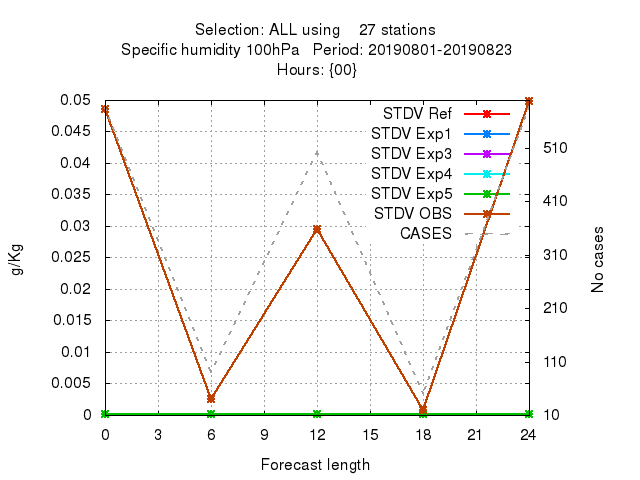 Selection: ALL using    27 stations
Specific humidity 100hPa   Period: 20190801-20190823
Hours: {00}
0.05
0.045
0.04
0.035
0.03
0.025
0.02
0.015
0.01
0.005
0
g/Kg
STDV Ref
STDV Exp1
STDV Exp3
STDV Exp4
STDV Exp5
STDV OBS
CASES
510
410
310
210
110
10
No cases
0 3 6 9 12 15 18 21 24
Forecast length